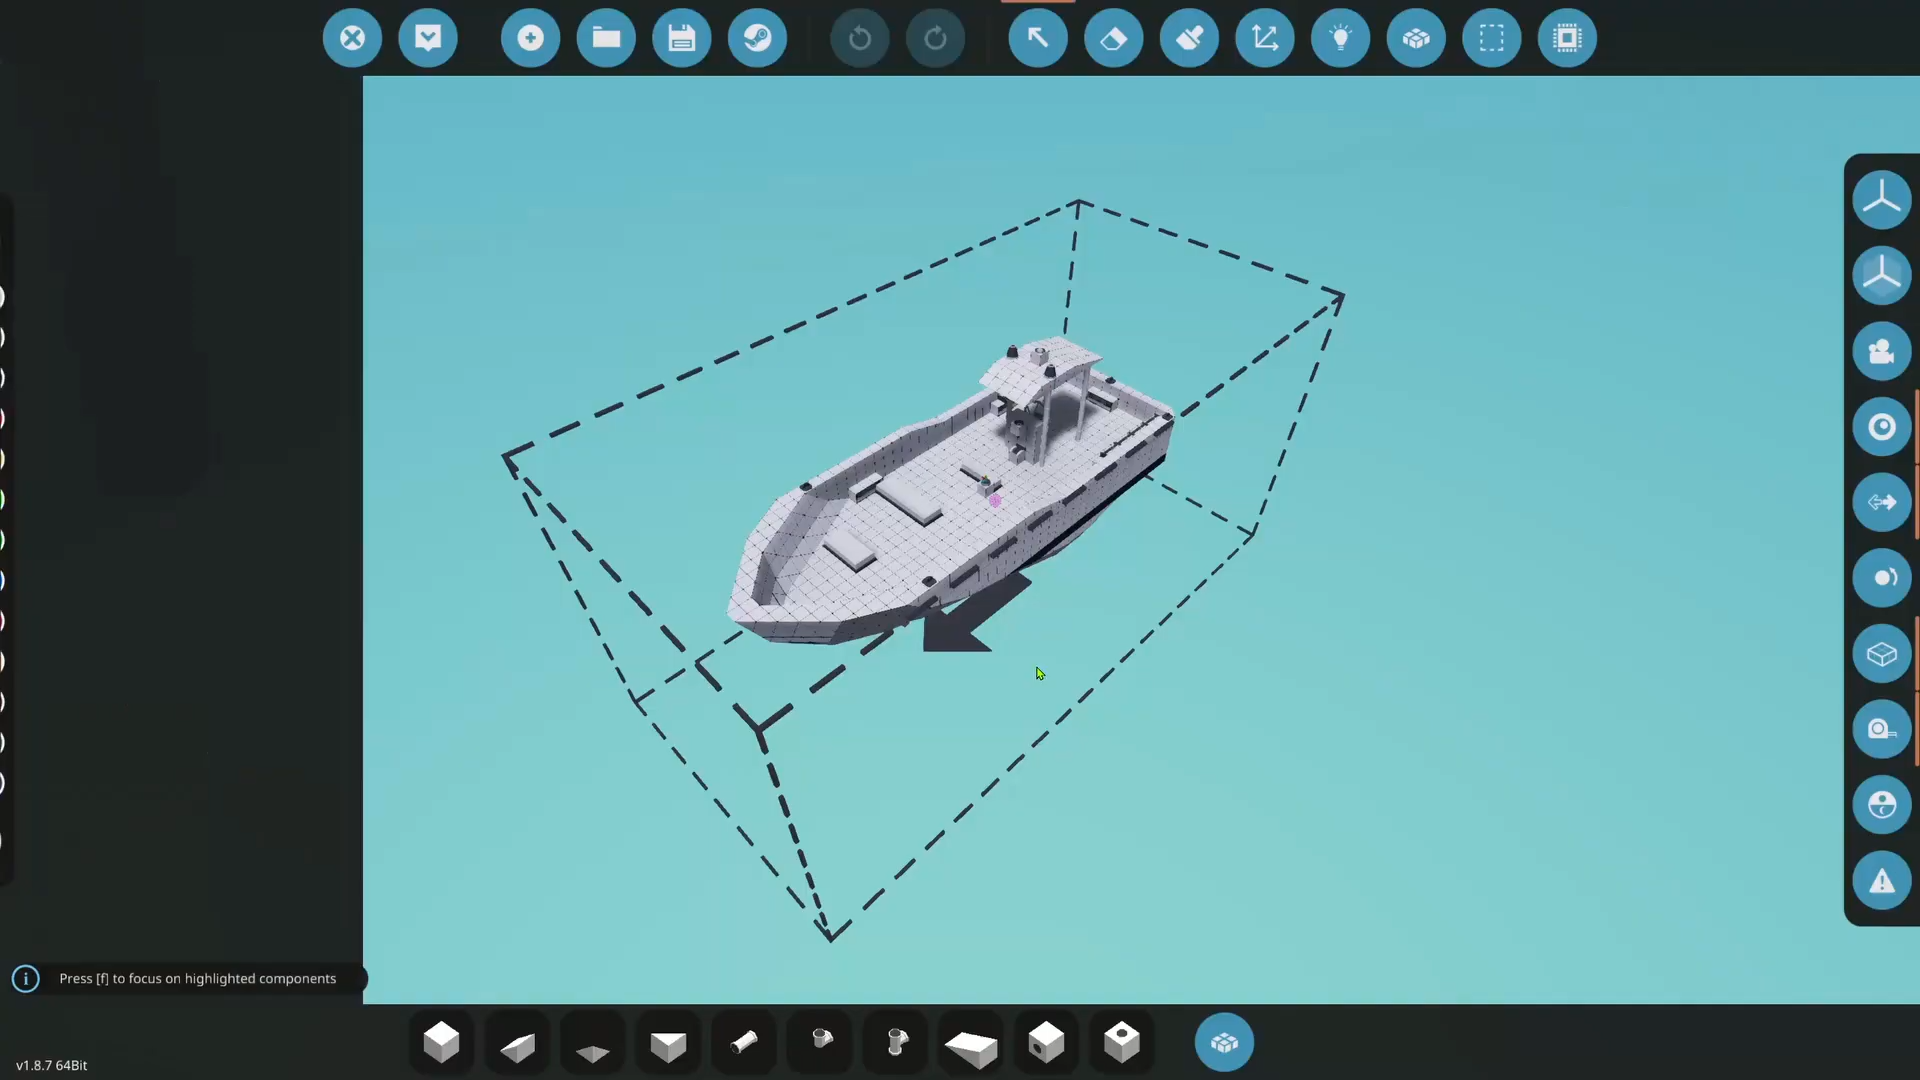 Press [f] to focus on highlighted components
v1.8.7 64Bit